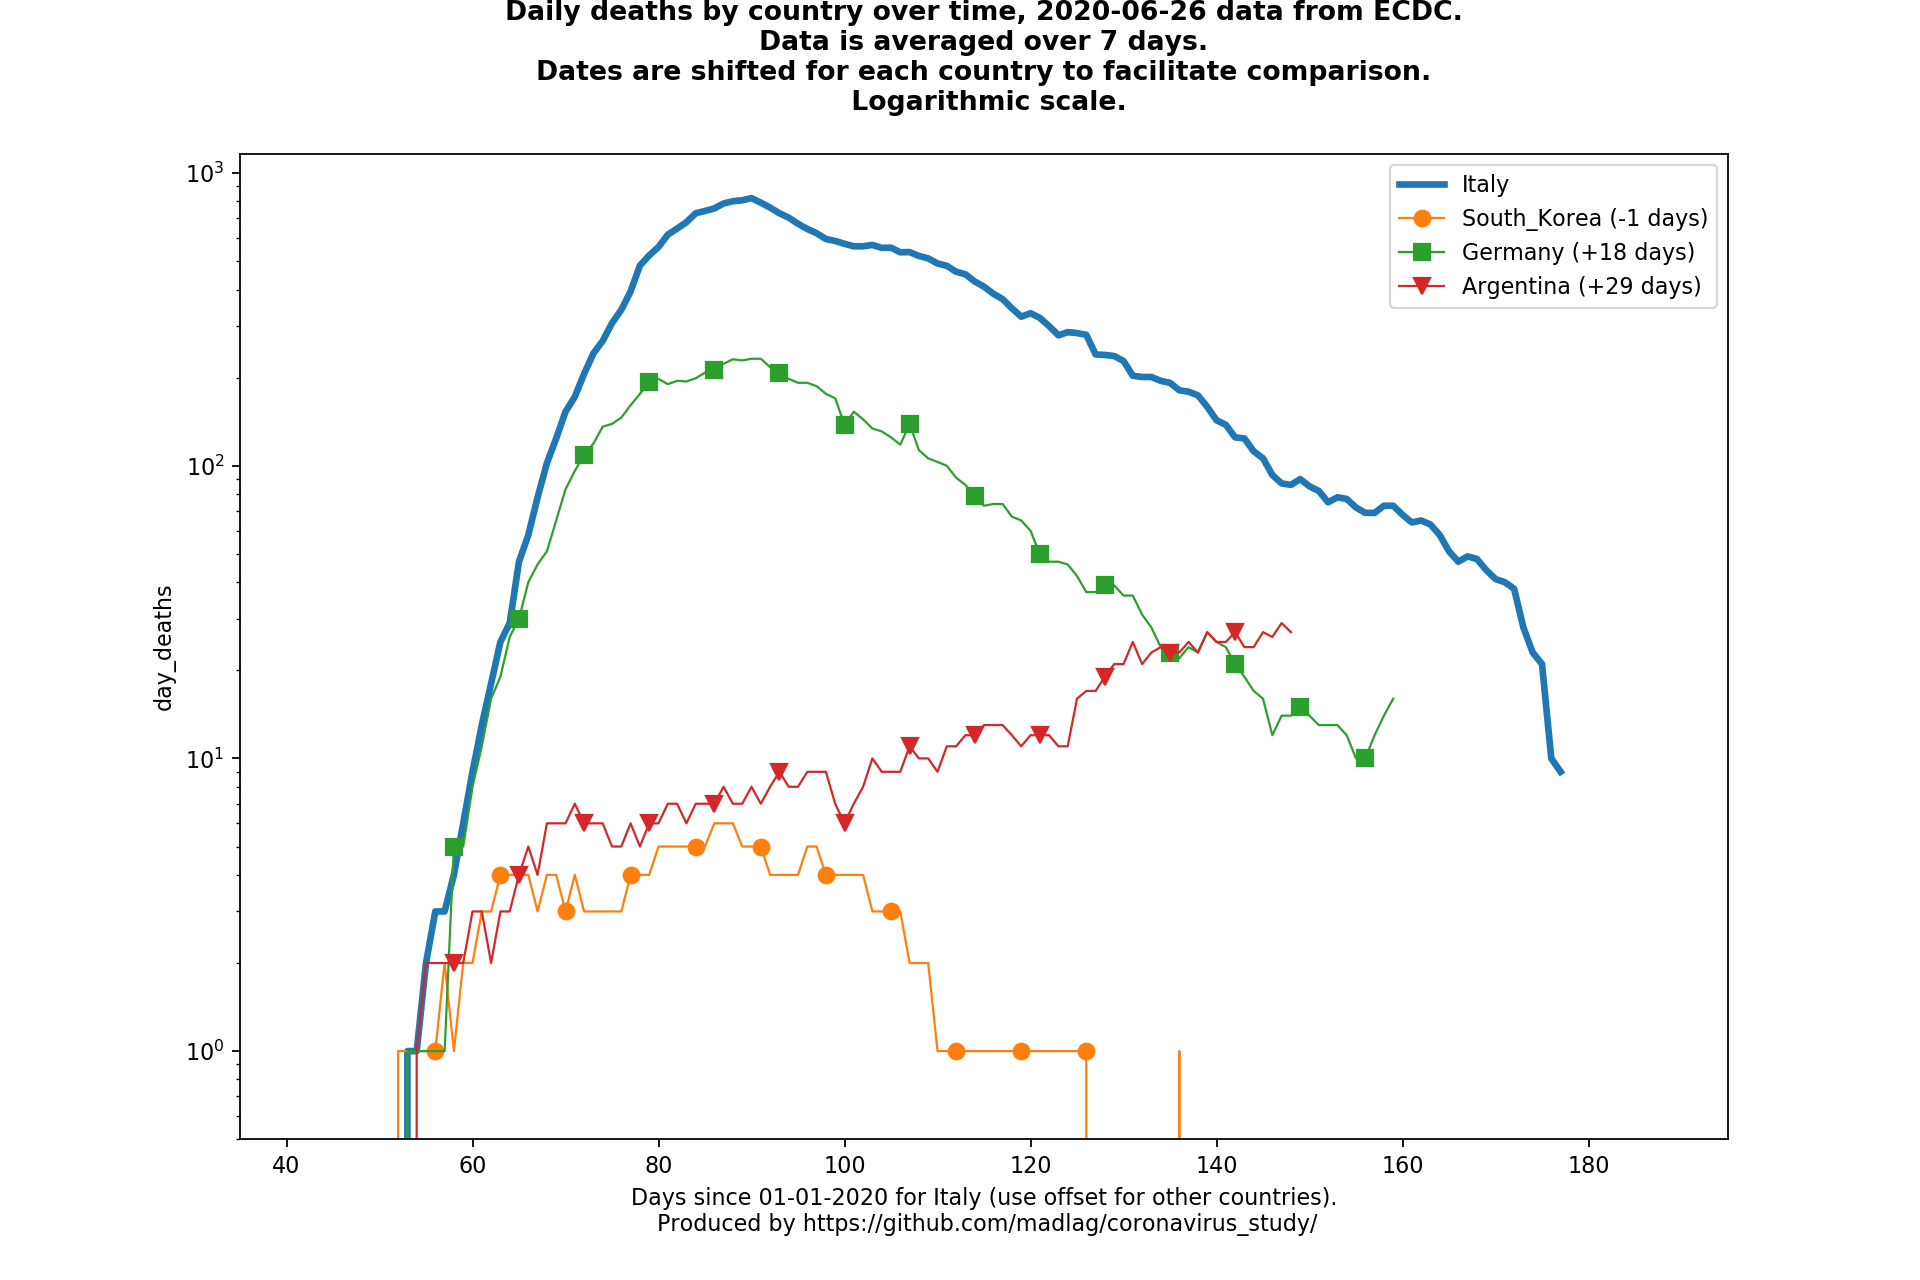 Daily deaths by country over time, 2020-06-26 data from ECDC.
Data is averaged over 7 days.
Dates are shifted for each country to facilitate comparison.
Logarithmic scale.
10³
10²
10¹
10⁰
day_deaths
Italy
South_Korea (-1 days)
Germany (+18 days)
Argentina (+29 days)
40 60 80 100 120 140 160 180
Days since 01-01-2020 for Italy (use offset for other countries).
Produced by https://github.com/madlag/coronavirus_study/